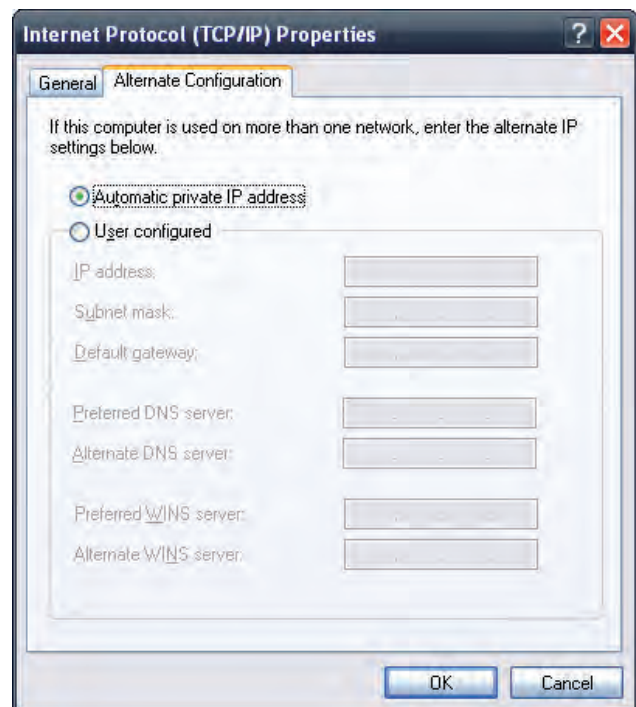 Internet Protocol (TCP/IP) Properties
General
Alternate Configuration
If this computer is used on more than one network, enter the alternate IP
settings below.
Automatic private IP address
User configured
IP address:
Subnet mask:
Default gateway:
Preferred DNS server:
Alternate DNS server:
Preferred WINS server:
Alternate WINS server:
OK
Cancel